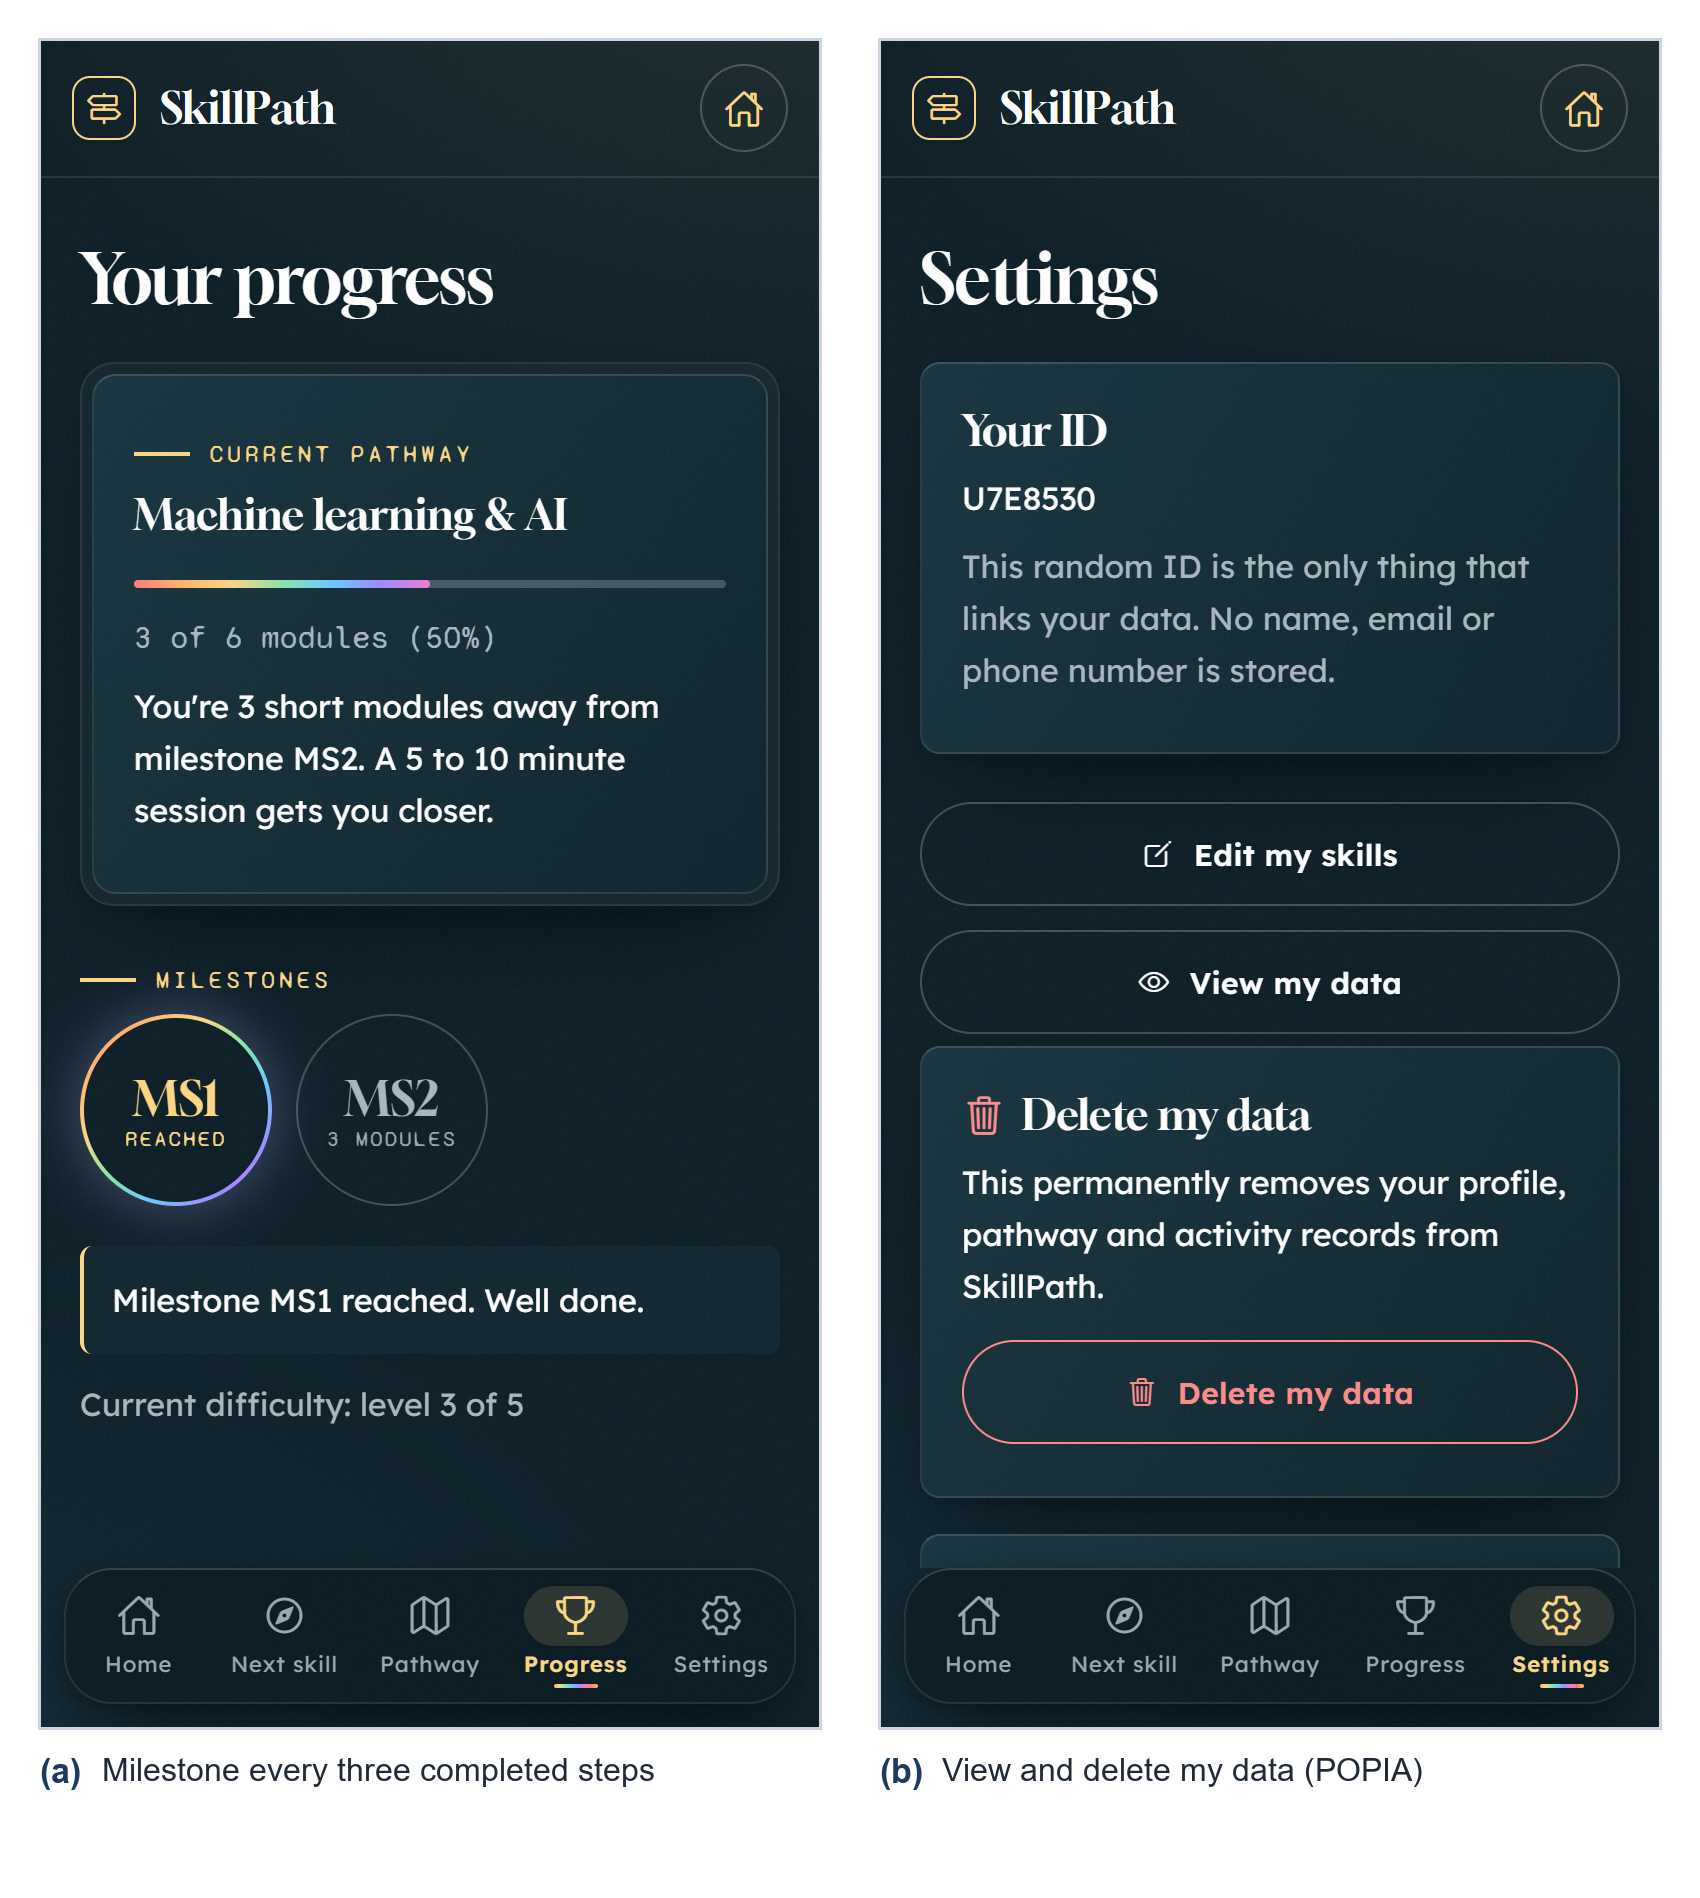 SkillPath
Your progress
CURRENT PATHWAY
Machine learning & AI
3 of 6 modules (50%)
You're 3 short modules away from
milestone MS2. A 5 to 10 minute
session gets you closer.
MILESTONES
MS1
REACHED
MS2
3 MODULES
Milestone MS1 reached. Well done.
Current difficulty: level 3 of 5
Home
Next skill
Pathway
Progress
Settings
(a) Milestone every three completed steps
SkillPath
Settings
Your ID
U7E8530
This random ID is the only thing that
links your data. No name, email or
phone number is stored.
Edit my skills
View my data
Delete my data
This permanently removes your profile,
pathway and activity records from
SkillPath.
Delete my data
Home
Next skill
Pathway
Progress
Settings
(b) View and delete my data (POPIA)